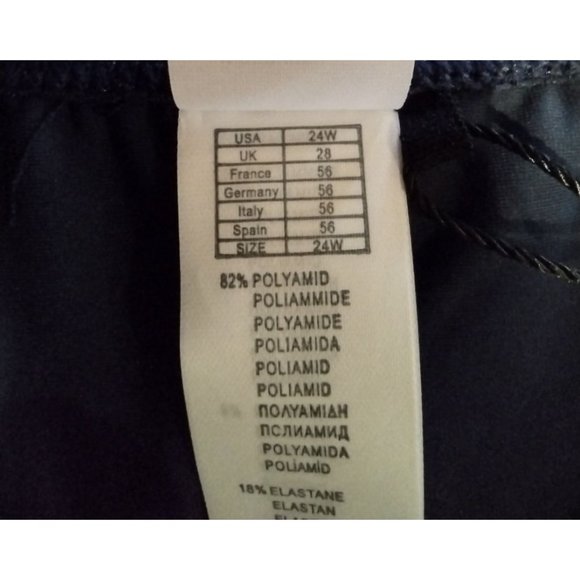 USA 24W
UK 28
France 56
Germany 56
Italy 56
Spain 56
SIZE 24W
82% POLYAMID
POLIAMMIDE
POLYAMIDE
POLIAMIDA
POLIAMID
POLIAMID
ΠΟΛΥΑΜΙΔΗ
ПСЛИАМИД
POLYAMIDA
POLİAMİD
18% ELASTANE
ELASTAN